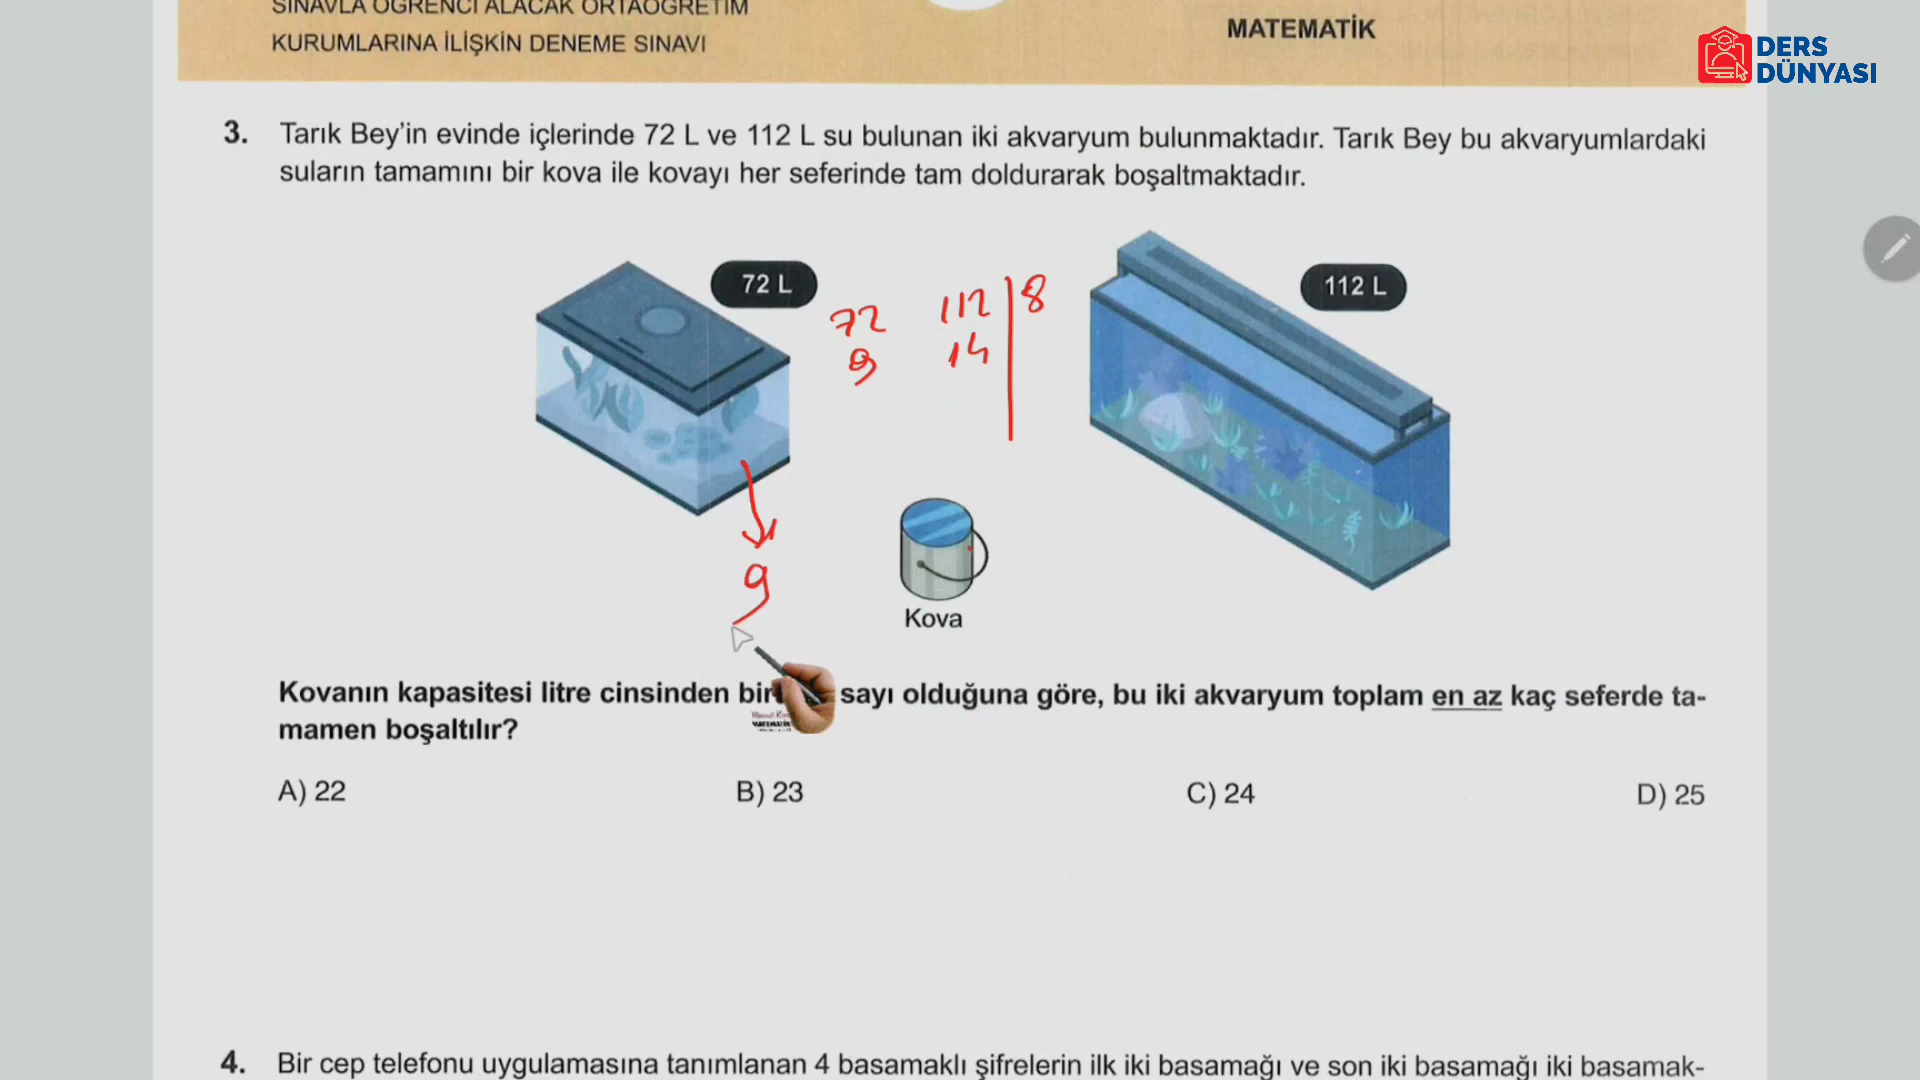 SINAVLA ÖĞRENCİ ALACAK ORTAÖĞRETİM
KURUMLARINA İLİŞKİN DENEME SINAVI
MATEMATİK
DERS
DÜNYASI
3. Tarık Bey'in evinde içlerinde 72 L ve 112 L su bulunan iki akvaryum bulunmaktadır. Tarık Bey bu akvaryumlardaki
suların tamamını bir kova ile kovayı her seferinde tam doldurarak boşaltmaktadır.
72 L
112 L
72 112 8
9 14
9
Kova
Kovanın kapasitesi litre cinsinden bir sayı olduğuna göre, bu iki akvaryum toplam en az kaç seferde ta-
mamen boşaltılır?
A) 22
B) 23
C) 24
D) 25
4. Bir cep telefonu uygulamasına tanımlanan 4 basamaklı şifrelerin ilk iki basamağı ve son iki basamağı iki basamak-